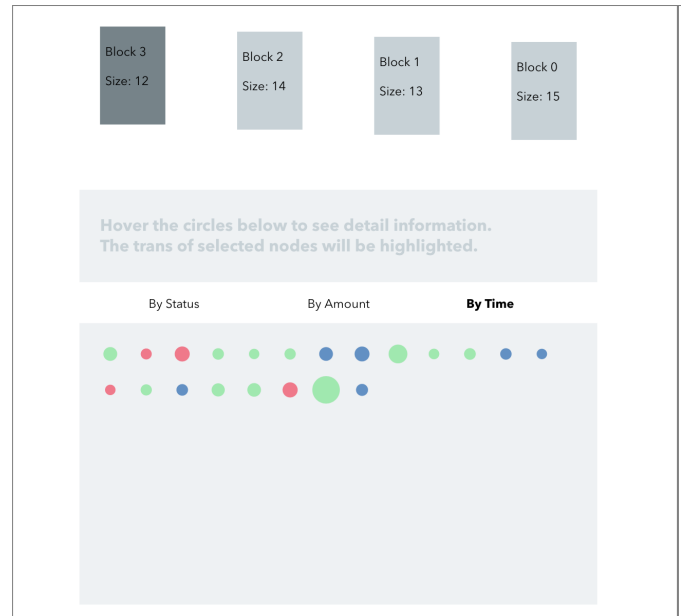 Block 3
Size: 12
Block 2
Size: 14
Block 1
Size: 13
Block 0
Size: 15
Hover the circles below to see detail information.
The trans of selected nodes will be highlighted.
By Status By Amount By Time